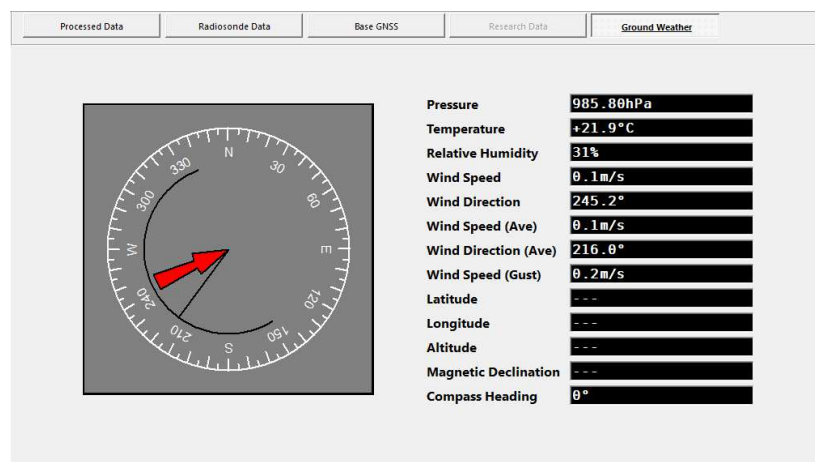 Processed Data Radiosonde Data Base GNSS Research Data Ground Weather
N
30
60
E
120
150
S
210
240
W
300
330
Pressure 985.80hPa
Temperature +21.9°C
Relative Humidity 31%
Wind Speed 0.1m/s
Wind Direction 245.2°
Wind Speed (Ave) 0.1m/s
Wind Direction (Ave) 216.0°
Wind Speed (Gust) 0.2m/s
Latitude ---
Longitude ---
Altitude ---
Magnetic Declination ---
Compass Heading 0°